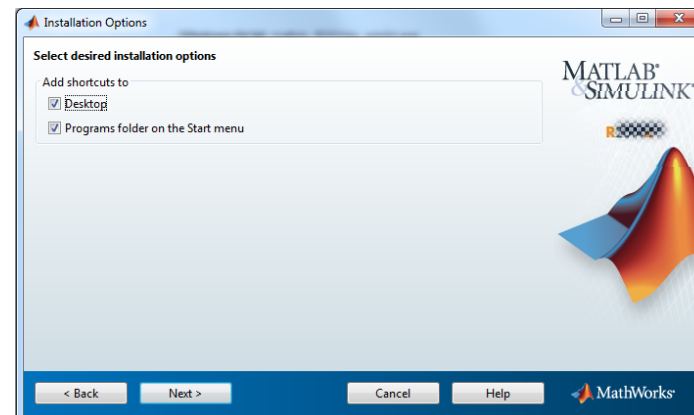 Installation Options
Select desired installation options
Add shortcuts to
Desktop
Programs folder on the Start menu
MATLAB®
&SIMULINK®
< Back
Next >
Cancel
Help
MathWorks®